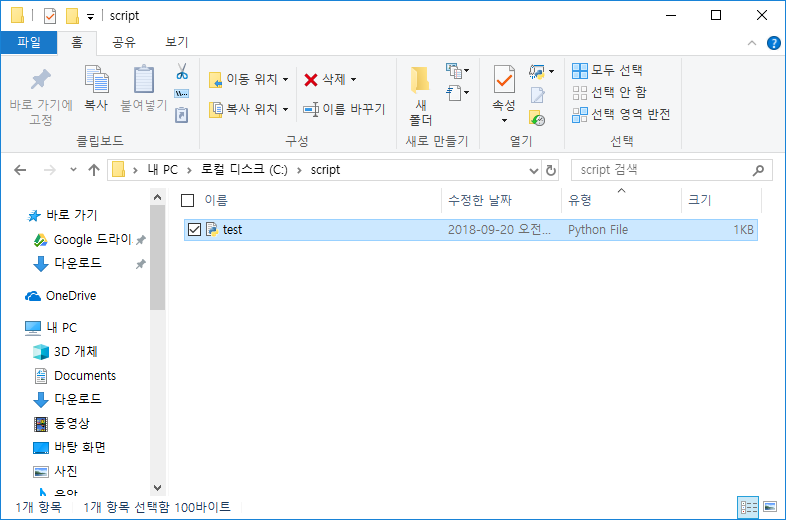 script
파일 홈 공유 보기
바로 가기에 고정
복사
붙여넣기
클립보드
이동 위치
복사 위치
삭제
이름 바꾸기
구성
새 폴더
새로 만들기
속성
열기
모두 선택
선택 안 함
선택 영역 반전
선택
내 PC > 로컬 디스크 (C:) > script
script 검색
바로 가기
Google 드라이
다운로드
OneDrive
내 PC
3D 개체
Documents
다운로드
동영상
바탕 화면
사진
음악
이름 수정한 날짜 유형 크기
test 2018-09-20 오전... Python File 1KB
1개 항목 1개 항목 선택함 100바이트